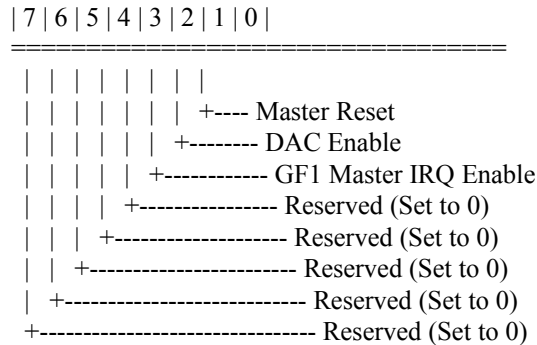 | 7 | 6 | 5 | 4 | 3 | 2 | 1 | 0 |
=================================
| | | | | | | |
| | | | | | | +---- Master Reset
| | | | | | +-------- DAC Enable
| | | | | +------------ GF1 Master IRQ Enable
| | | | +---------------- Reserved (Set to 0)
| | | +-------------------- Reserved (Set to 0)
| | +------------------------ Reserved (Set to 0)
| +---------------------------- Reserved (Set to 0)
+-------------------------------- Reserved (Set to 0)